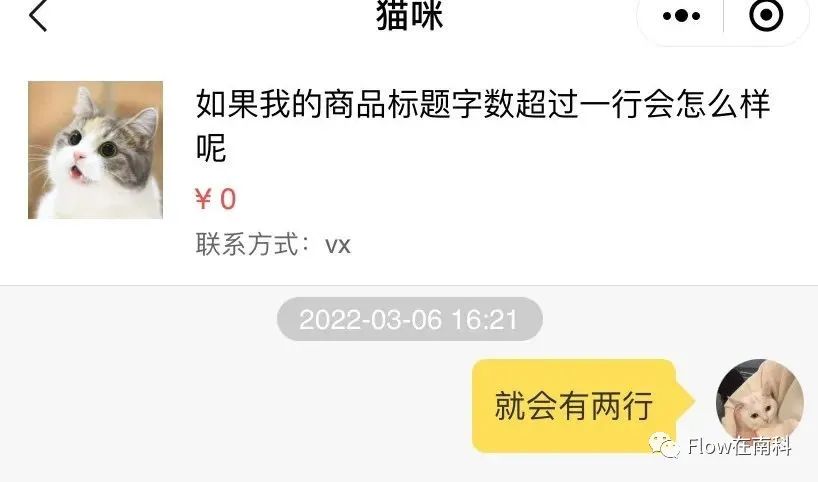 猫咪
如果我的商品标题字数超过一行会怎么样
呢
¥ 0
联系方式：vx
2022-03-06 16:21
就会有两行
Flow在南科